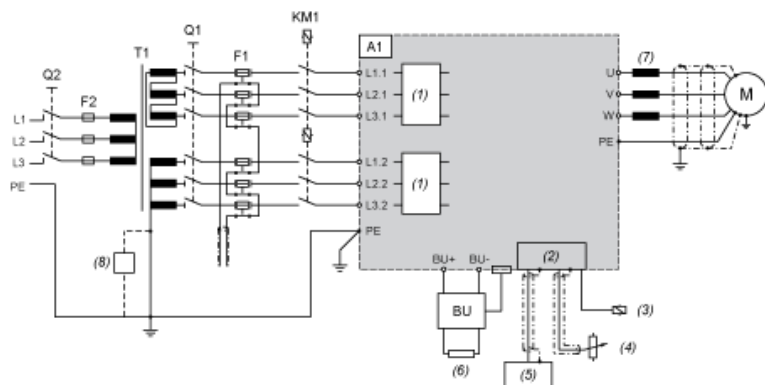 KM1
Q1
T1
F1
A1
Q2
F2
L1.1
L2.1
L3.1
(1)
U
V
W
PE
(7)
M
L1
L2
L3
PE
L1.2
L2.2
L3.2
(1)
PE
(8)
BU+
BU-
(2)
BU
(3)
(4)
(5)
(6)